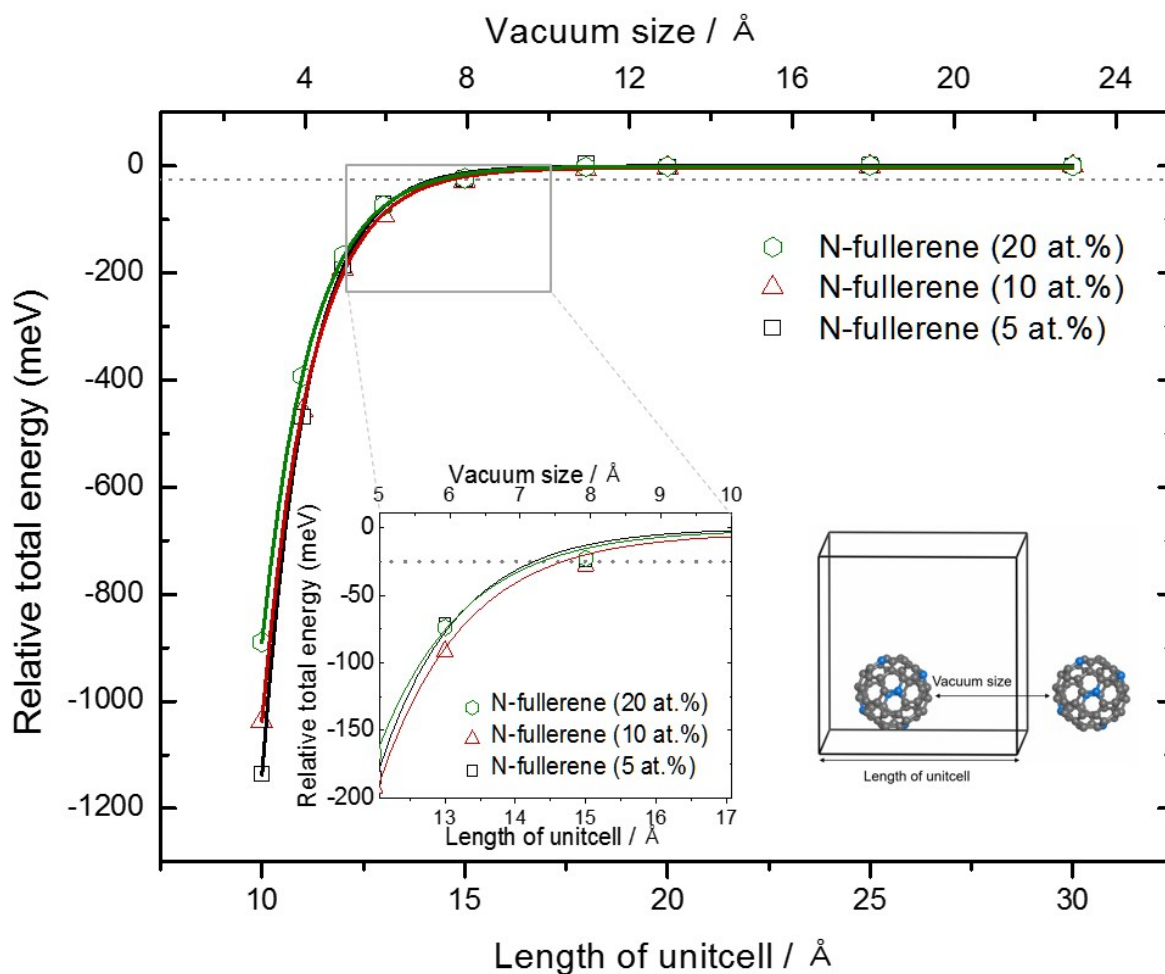 Vacuum size / Å
4 8 12 16 20 24
Relative total energy (meV)
0
-200
-400
-600
-800
-1000
-1200
N-fullerene (20 at.%)
N-fullerene (10 at.%)
N-fullerene (5 at.%)
Vacuum size / Å
5 6 7 8 9 10
Relative total energy (meV)
0
-50
-100
-150
-200
N-fullerene (20 at.%)
N-fullerene (10 at.%)
N-fullerene (5 at.%)
13 14 15 16 17
Length of unitcell / Å
Vacuum size
Length of unitcell
10 15 20 25 30
Length of unitcell / Å